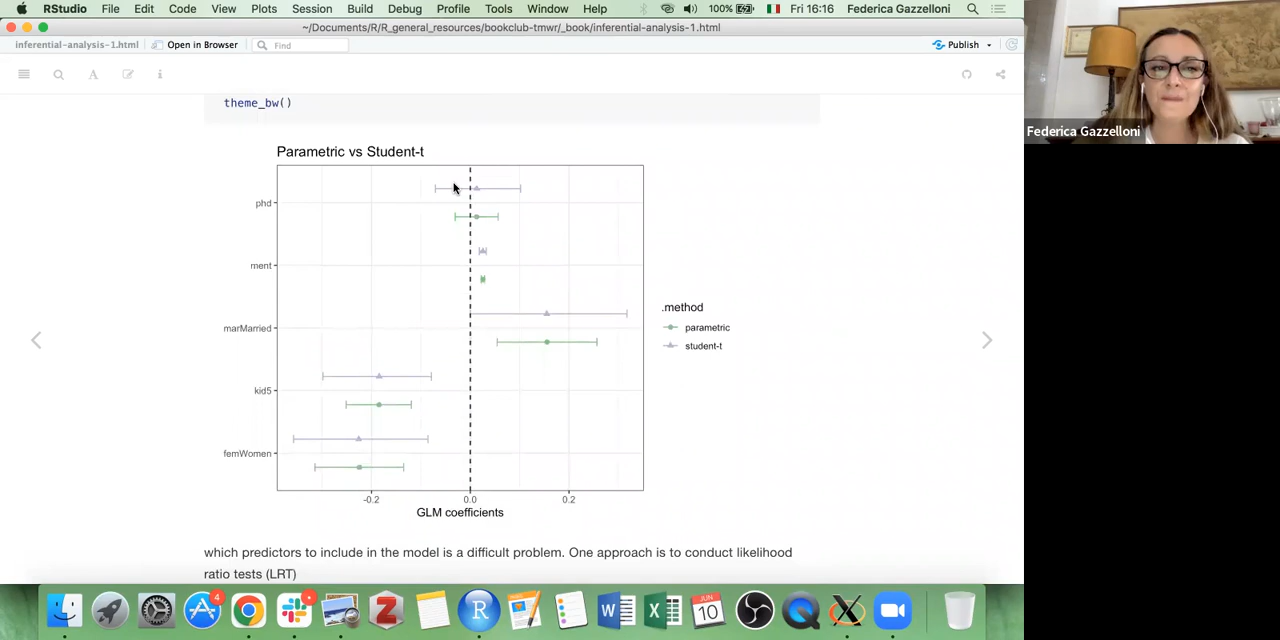 RStudio File Edit Code View Plots Session Build Debug Profile Tools Window Help 100% Fri 16:16 Federica Gazzelloni
~/Documents/R/R_general_resources/bookclub-tmwr/_book/inferential-analysis-1.html
inferential-analysis-1.html Open in Browser Find Publish
A i
theme_bw()
Federica Gazzelloni
Parametric vs Student-t
phd
ment
marMarried
kid5
femWomen
-0.2 0.0 0.2
GLM coefficients
.method
parametric
student-t
which predictors to include in the model is a difficult problem. One approach is to conduct likelihood
ratio tests (LRT)
4
JUN
10
Z
R
W
X
Q
X